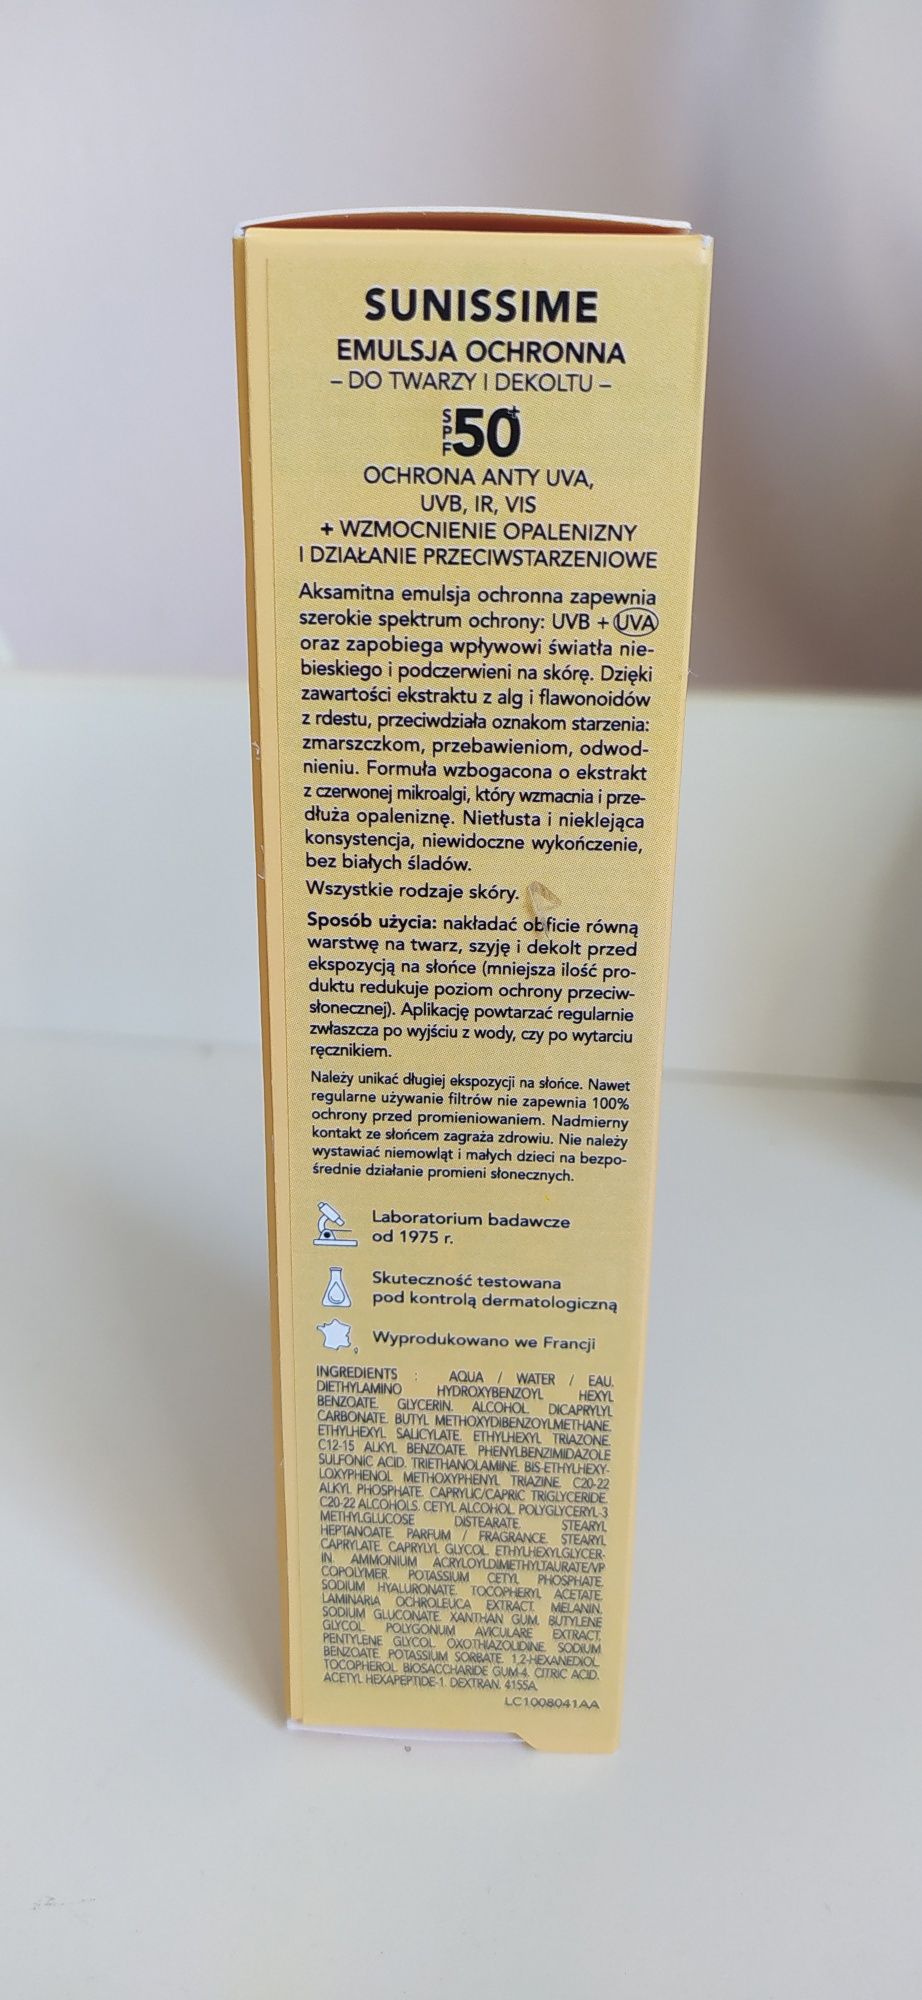 SUNISSIME
EMULSJA OCHRONNA
– DO TWARZY I DEKOLTU –
SPF 50+
OCHRONA ANTY UVA,
UVB, IR, VIS
+ WZMOCNIENIE OPALENIZNY
I DZIAŁANIE PRZECIWSTARZENIOWE
Aksamitna emulsja ochronna zapewnia
szerokie spektrum ochrony: UVB + UVA
oraz zapobiega wpływowi światła nie-
bieskiego i podczerwieni na skórę. Dzięki
zawartości ekstraktu z alg i flawonoidów
z rdestu, przeciwdziała oznakom starzenia:
zmarszczkom, przebawieniom, odwod-
nieniu. Formuła wzbogacona o ekstrakt
z czerwonej mikroalgi, który wzmacnia i prze-
dłuża opaleniznę. Nietłusta i nieklejąca
konsystencja, niewidoczne wykończenie,
bez białych śladów.
Wszystkie rodzaje skóry.
Sposób użycia: nakładać obficie równą
warstwę na twarz, szyję i dekolt przed
ekspozycją na słońce (mniejsza ilość pro-
duktu redukuje poziom ochrony przeciw-
słonecznej). Aplikację powtarzać regularnie
zwłaszcza po wyjściu z wody, czy po wytarciu
ręcznikiem.
Należy unikać długiej ekspozycji na słońce. Nawet
regularne używanie filtrów nie zapewnia 100%
ochrony przed promieniowaniem. Nadmierny
kontakt ze słońcem zagraża zdrowiu. Nie należy
wystawiać niemowląt i małych dzieci na bezpo-
średnie działanie promieni słonecznych.
Laboratorium badawcze
od 1975 r.
Skuteczność testowana
pod kontrolą dermatologiczną
Wyprodukowano we Francji
INGREDIENTS : AQUA / WATER / EAU.
DIETHYLAMINO HYDROXYBENZOYL HEXYL
BENZOATE. GLYCERIN. ALCOHOL. DICAPRYLYL
CARBONATE. BUTYL METHOXYDIBENZOYLMETHANE.
ETHYLHEXYL SALICYLATE. ETHYLHEXYL TRIAZONE.
C12-15 ALKYL BENZOATE. PHENYLBENZIMIDAZOLE
SULFONIC ACID. TRIETHANOLAMINE. BIS-ETHYLHEXY-
LOXYPHENOL METHOXYPHENYL TRIAZINE. C20-22
ALKYL PHOSPHATE. CAPRYLIC/CAPRIC TRIGLYCERIDE.
C20-22 ALCOHOLS. CETYL ALCOHOL. POLYGLYCERYL-3
METHYLGLUCOSE DISTEARATE. STEARYL
HEPTANOATE. PARFUM / FRAGRANCE. STEARYL
CAPRYLATE. CAPRYLYL GLYCOL. ETHYLHEXYLGLYCER-
IN. AMMONIUM ACRYLOYLDIMETHYLTAURATE/VP
COPOLYMER. POTASSIUM CETYL PHOSPHATE.
SODIUM HYALURONATE. TOCOPHERYL ACETATE.
LAMINARIA OCHROLEUCA EXTRACT. MELANIN.
SODIUM GLUCONATE. XANTHAN GUM. BUTYLENE
GLYCOL. POLYGONUM AVICULARE EXTRACT.
PENTYLENE GLYCOL. OXOTHIAZOLIDINE. SODIUM
BENZOATE. POTASSIUM SORBATE. 1,2-HEXANEDIOL.
TOCOPHEROL. BIOSACCHARIDE GUM-4. CITRIC ACID.
ACETYL HEXAPEPTIDE-1. DEXTRAN. 4155A.
LC1008041AA